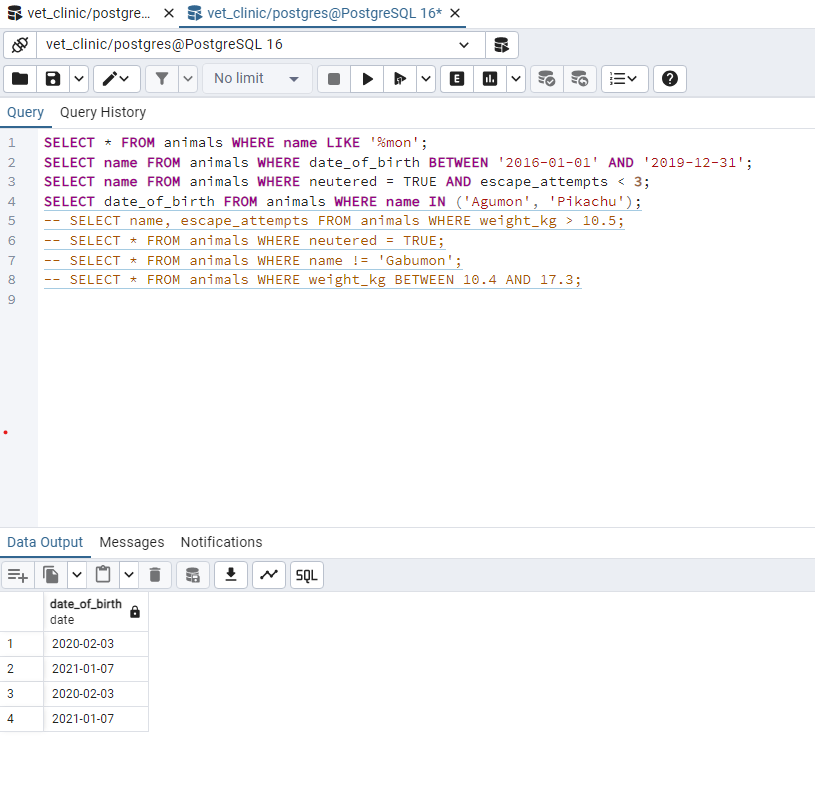 vet_clinic/postgre...
vet_clinic/postgres@PostgreSQL 16*
vet_clinic/postgres@PostgreSQL 16
No limit
E
Query Query History
1 SELECT * FROM animals WHERE name LIKE '%mon';
2 SELECT name FROM animals WHERE date_of_birth BETWEEN '2016-01-01' AND '2019-12-31';
3 SELECT name FROM animals WHERE neutered = TRUE AND escape_attempts < 3;
4 SELECT date_of_birth FROM animals WHERE name IN ('Agumon', 'Pikachu');
5 -- SELECT name, escape_attempts FROM animals WHERE weight_kg > 10.5;
6 -- SELECT * FROM animals WHERE neutered = TRUE;
7 -- SELECT * FROM animals WHERE name != 'Gabumon';
8 -- SELECT * FROM animals WHERE weight_kg BETWEEN 10.4 AND 17.3;
9
Data Output Messages Notifications
SQL
date_of_birth
date
1 2020-02-03
2 2021-01-07
3 2020-02-03
4 2021-01-07